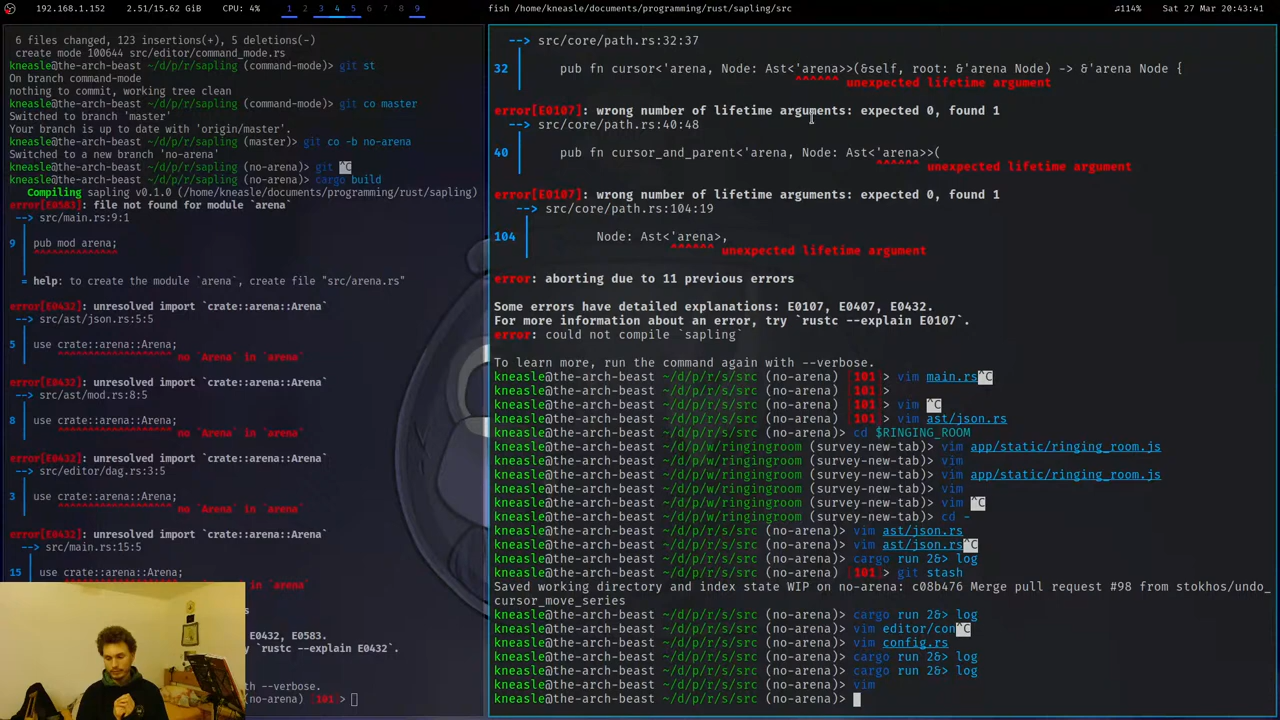 192.168.1.152 2.51/15.62 GiB CPU: 4% 1 2 3 4 5 6 7 8 9 fish /home/kneasle/documents/programming/rust/sapling/src 114% Sat 27 Mar 20:43:41
6 files changed, 123 insertions(+), 5 deletions(-)
create mode 100644 src/editor/command_mode.rs
kneasle@the-arch-beast ~/d/p/r/sapling (command-mode)> git st
On branch command-mode
nothing to commit, working tree clean
kneasle@the-arch-beast ~/d/p/r/sapling (command-mode)> git co master
Switched to branch 'master'
Your branch is up to date with 'origin/master'.
kneasle@the-arch-beast ~/d/p/r/sapling (master)> git co -b no-arena
Switched to a new branch 'no-arena'
kneasle@the-arch-beast ~/d/p/r/sapling (no-arena)> git ^C
kneasle@the-arch-beast ~/d/p/r/sapling (no-arena)> cargo build
Compiling sapling v0.1.0 (/home/kneasle/documents/programming/rust/sapling)
error[E0583]: file not found for module `arena`
--> src/main.rs:9:1
9 | pub mod arena;
^^^^^^^^^^^^^^
= help: to create the module `arena`, create file "src/arena.rs"
error[E0432]: unresolved import `crate::arena::Arena`
--> src/ast/json.rs:5:5
5 | use crate::arena::Arena;
^^^^^^^^^^^^^^^^^^^ no `Arena` in `arena`
error[E0432]: unresolved import `crate::arena::Arena`
--> src/ast/mod.rs:8:5
8 | use crate::arena::Arena;
^^^^^^^^^^^^^^^^^^^ no `Arena` in `arena`
error[E0432]: unresolved import `crate::arena::Arena`
--> src/editor/dag.rs:3:5
3 | use crate::arena::Arena;
^^^^^^^^^^^^^^^^^^^ no `Arena` in `arena`
error[E0432]: unresolved import `crate::arena::Arena`
--> src/main.rs:15:5
15 | use crate::arena::Arena;
in `arena`
E0432, E0583.
`rustc --explain E0432`.
--verbose.
(no-arena) [101]>
--> src/core/path.rs:32:37
32 | pub fn cursor<'arena, Node: Ast<'arena>>(&self, root: &'arena Node) -> &'arena Node {
^^^^^^ unexpected lifetime argument
error[E0107]: wrong number of lifetime arguments: expected 0, found 1
--> src/core/path.rs:40:48
40 | pub fn cursor_and_parent<'arena, Node: Ast<'arena>>(
^^^^^^ unexpected lifetime argument
error[E0107]: wrong number of lifetime arguments: expected 0, found 1
--> src/core/path.rs:104:19
104 | Node: Ast<'arena>,
^^^^^^ unexpected lifetime argument
error: aborting due to 11 previous errors
Some errors have detailed explanations: E0107, E0407, E0432.
For more information about an error, try `rustc --explain E0107`.
error: could not compile `sapling`
To learn more, run the command again with --verbose.
kneasle@the-arch-beast ~/d/p/r/s/src (no-arena) [101]> vim main.rs^C
kneasle@the-arch-beast ~/d/p/r/s/src (no-arena) [101]>
kneasle@the-arch-beast ~/d/p/r/s/src (no-arena) [101]> vim ^C
kneasle@the-arch-beast ~/d/p/r/s/src (no-arena) [101]> vim ast/json.rs
kneasle@the-arch-beast ~/d/p/r/s/src (no-arena)> cd $RINGING_ROOM
kneasle@the-arch-beast ~/d/p/w/ringingroom (survey-new-tab)> vim app/static/ringing_room.js
kneasle@the-arch-beast ~/d/p/w/ringingroom (survey-new-tab)> vim
kneasle@the-arch-beast ~/d/p/w/ringingroom (survey-new-tab)> vim app/static/ringing_room.js
kneasle@the-arch-beast ~/d/p/w/ringingroom (survey-new-tab)> vim
kneasle@the-arch-beast ~/d/p/w/ringingroom (survey-new-tab)> vim ^C
kneasle@the-arch-beast ~/d/p/w/ringingroom (survey-new-tab)> cd -
kneasle@the-arch-beast ~/d/p/r/s/src (no-arena)> vim ast/json.rs
kneasle@the-arch-beast ~/d/p/r/s/src (no-arena)> vim ast/json.rs^C
kneasle@the-arch-beast ~/d/p/r/s/src (no-arena)> cargo run 2&> log
kneasle@the-arch-beast ~/d/p/r/s/src (no-arena) [101]> git stash
Saved working directory and index state WIP on no-arena: c08b476 Merge pull request #98 from stokhos/undo_
cursor_move_series
kneasle@the-arch-beast ~/d/p/r/s/src (no-arena)> cargo run 2&> log
kneasle@the-arch-beast ~/d/p/r/s/src (no-arena)> vim editor/con^C
kneasle@the-arch-beast ~/d/p/r/s/src (no-arena)> vim config.rs
kneasle@the-arch-beast ~/d/p/r/s/src (no-arena)> cargo run 2&> log
kneasle@the-arch-beast ~/d/p/r/s/src (no-arena)> cargo run 2&> log
kneasle@the-arch-beast ~/d/p/r/s/src (no-arena)> vim
kneasle@the-arch-beast ~/d/p/r/s/src (no-arena)>